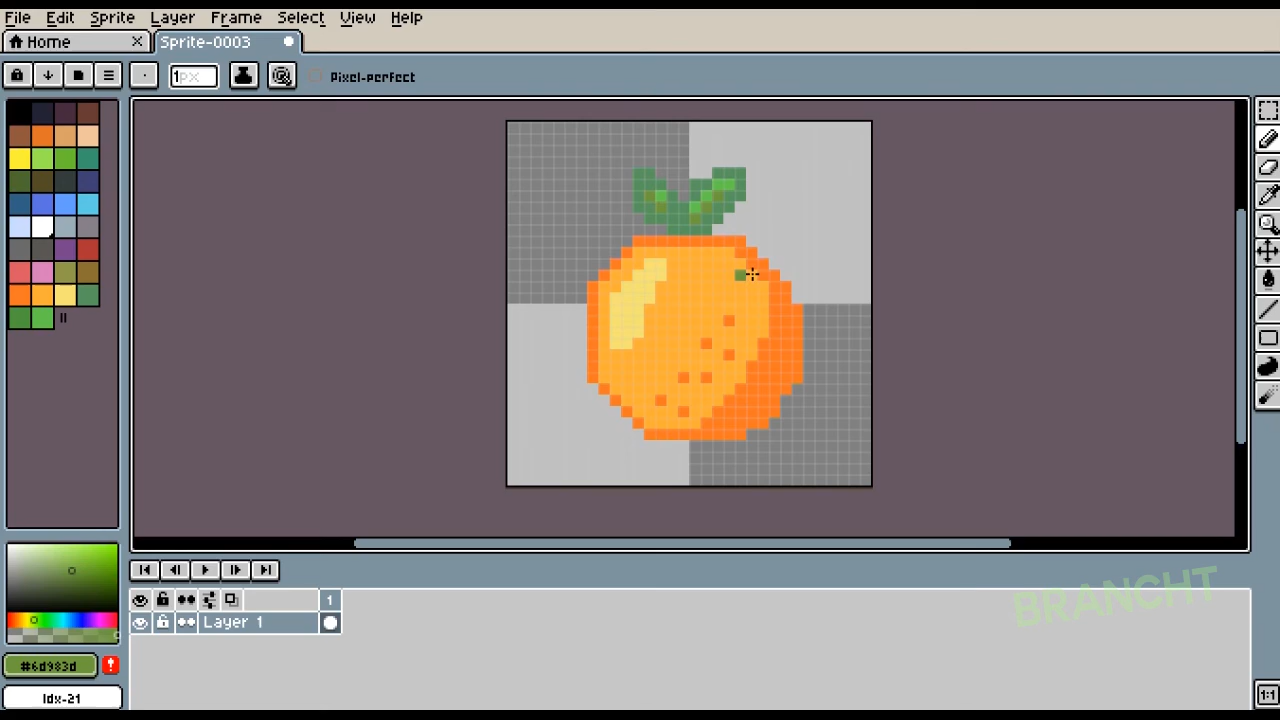 File Edit Sprite Layer Frame Select View Help
Home Sprite-0003
1px Pixel-perfect
1
Layer 1
BRANCHT
#6d983d
Idx-21
1:1